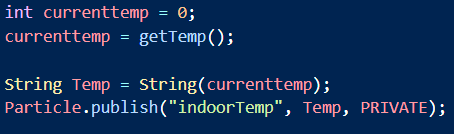 int currenttemp = 0;
currenttemp = getTemp();
String Temp = String(currenttemp);
Particle.publish("indoorTemp", Temp, PRIVATE);